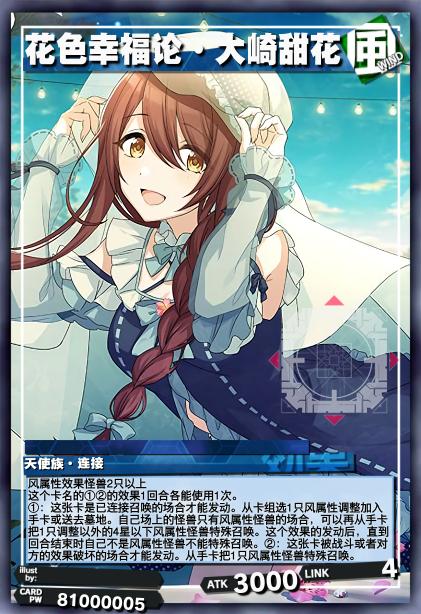 花色幸福论·大崎甜花
風
WIND
天使族·连接
风属性效果怪兽2只以上
这个卡名的①②的效果1回合各能使用1次。
①：这张卡是已连接召唤的场合才能发动。从卡组选1只风属性调整加入
手卡或送去墓地。自己场上的怪兽只有风属性怪兽的场合，可以再从手卡
把1只调整以外的4星以下风属性怪兽特殊召唤。这个效果的发动后，直到
回合结束时自己不是风属性怪兽不能特殊召唤。②：这张卡被战斗或者对
方的效果破坏的场合才能发动。从手卡把1只风属性怪兽特殊召唤。
illust
by:
ATK 3000 LINK 4
CARD
PW 81000005